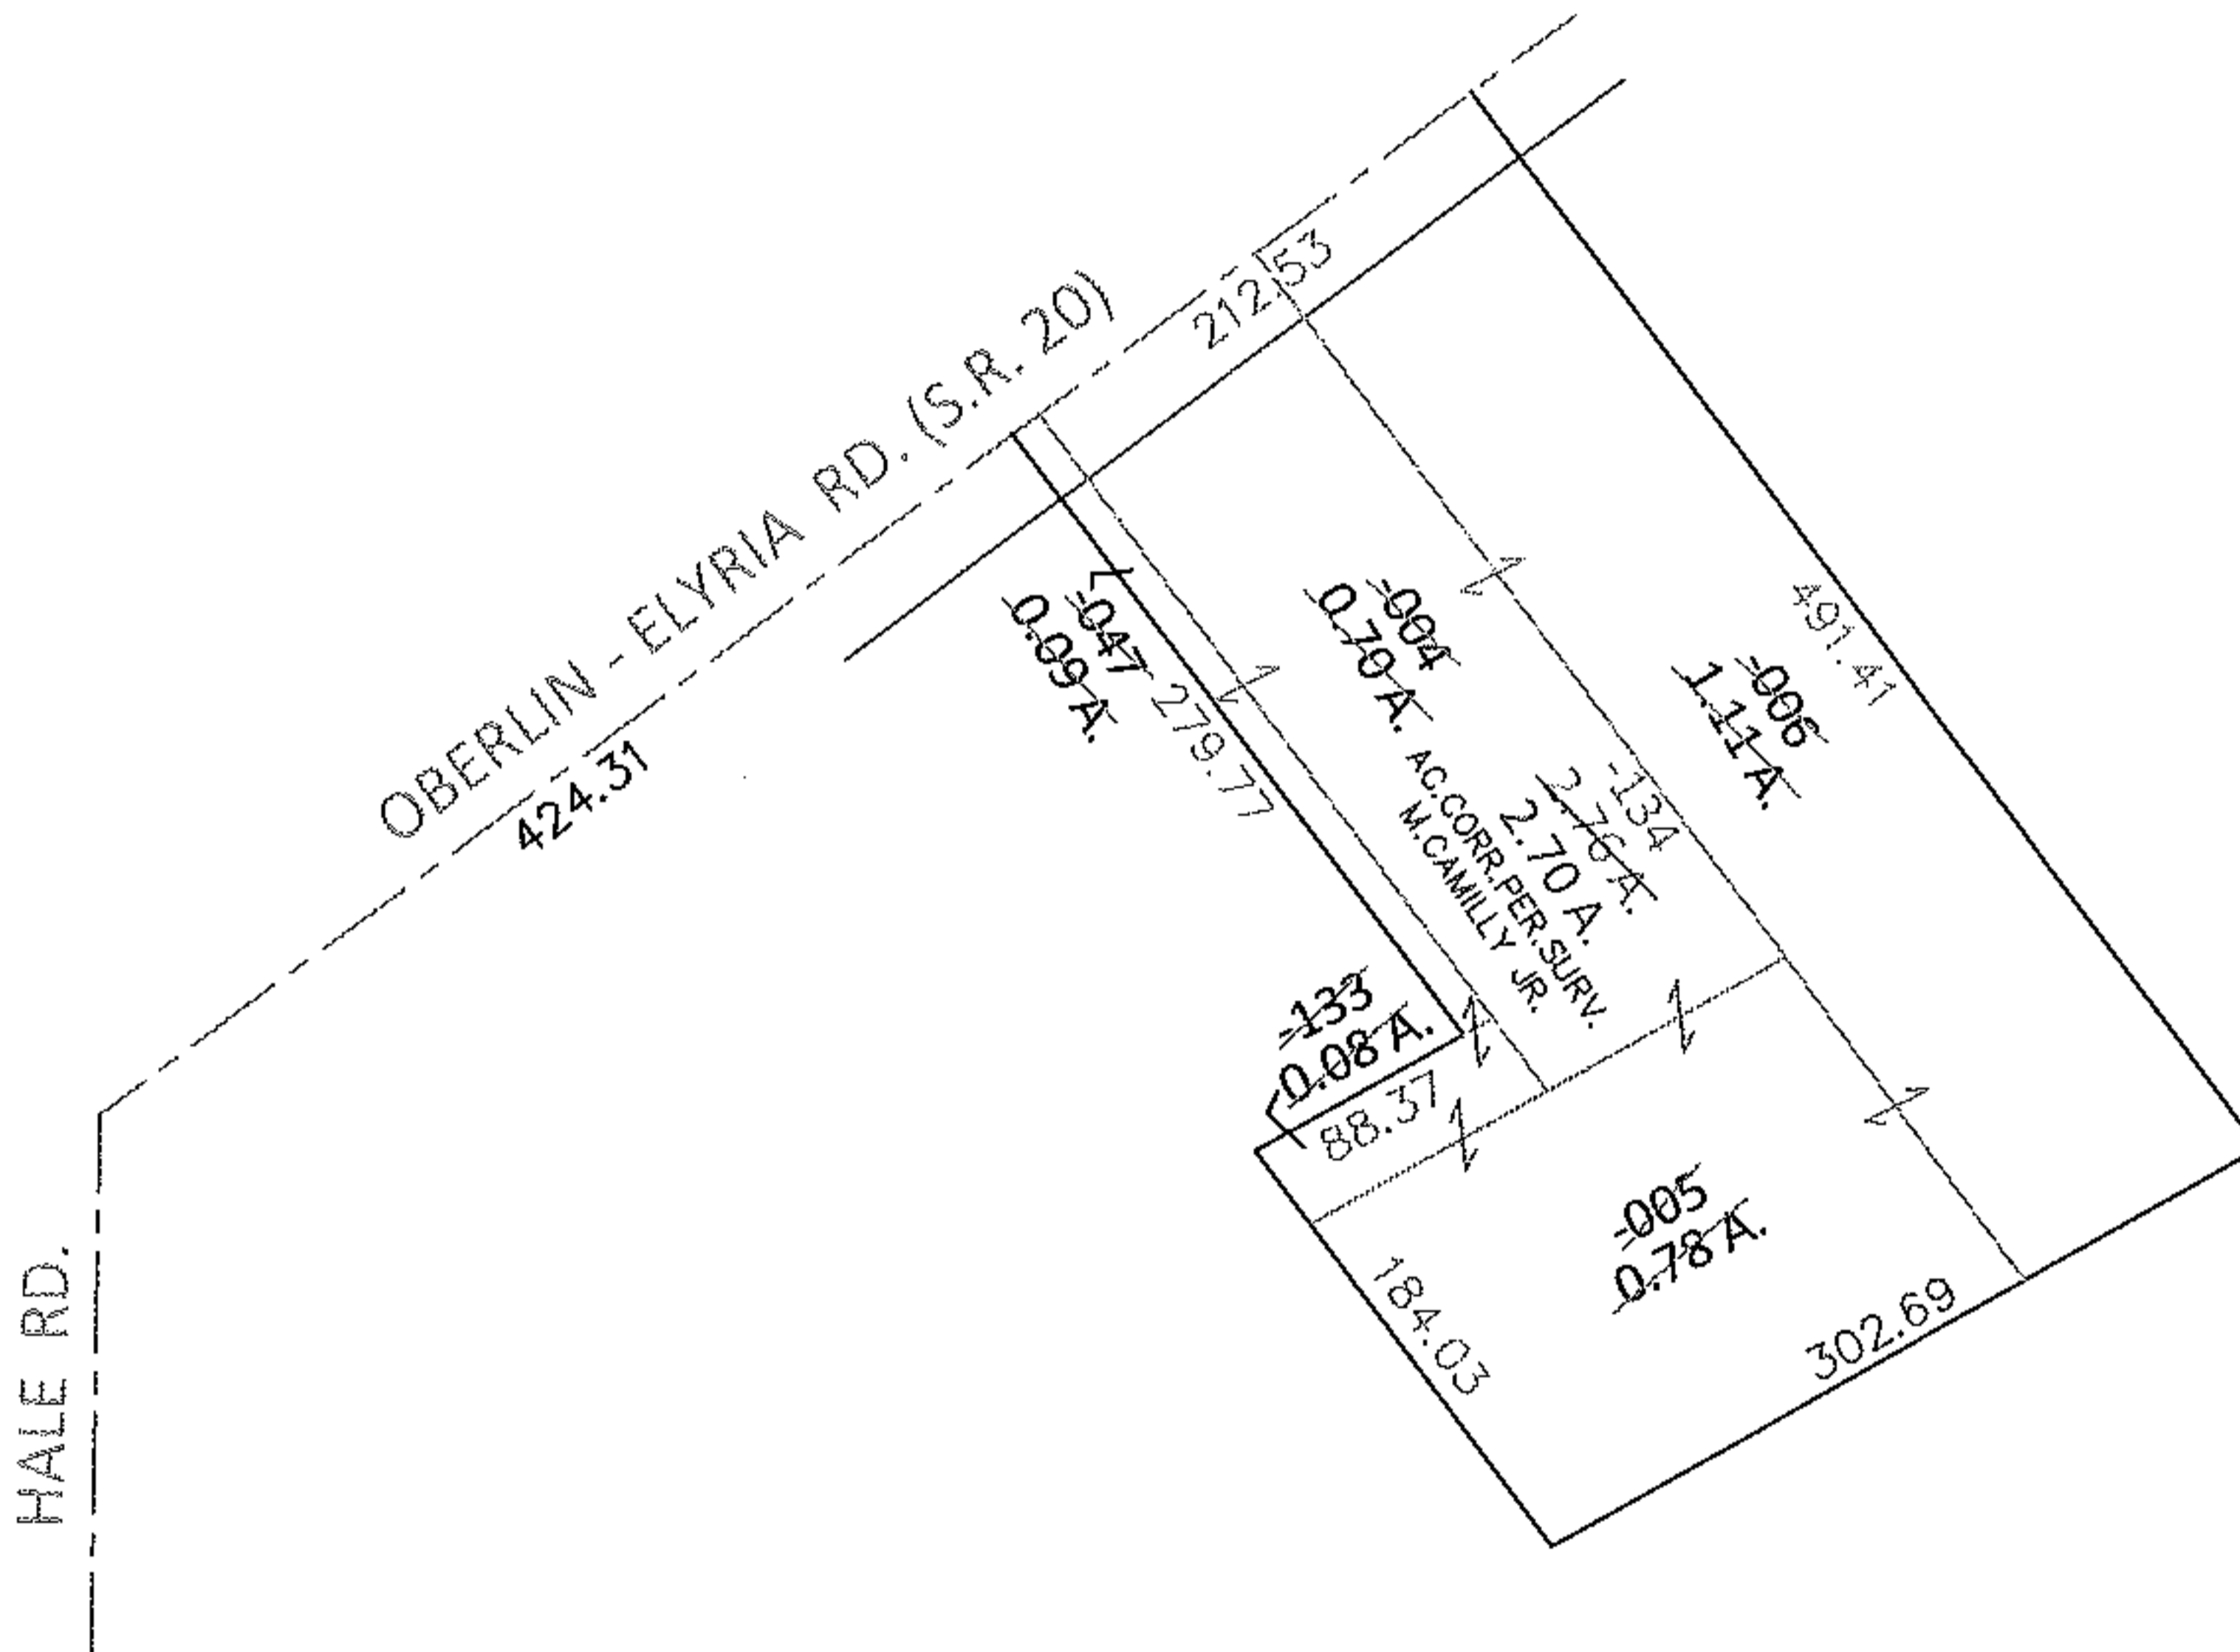 OBERLIN - ELYRIA RD. (S.R. 20)
212.53
424.31
-047
0.09 A.
279.77
-004
0.70 A.
-006
1.11 A.
491.41
-134
2.76 A.
2.70 A.
AC.CORR.PER.SURV.
M.CAMILLY JR.
-133
0.08 A.
88.37
-005
0.78 A.
184.03
302.69
HALE RD.